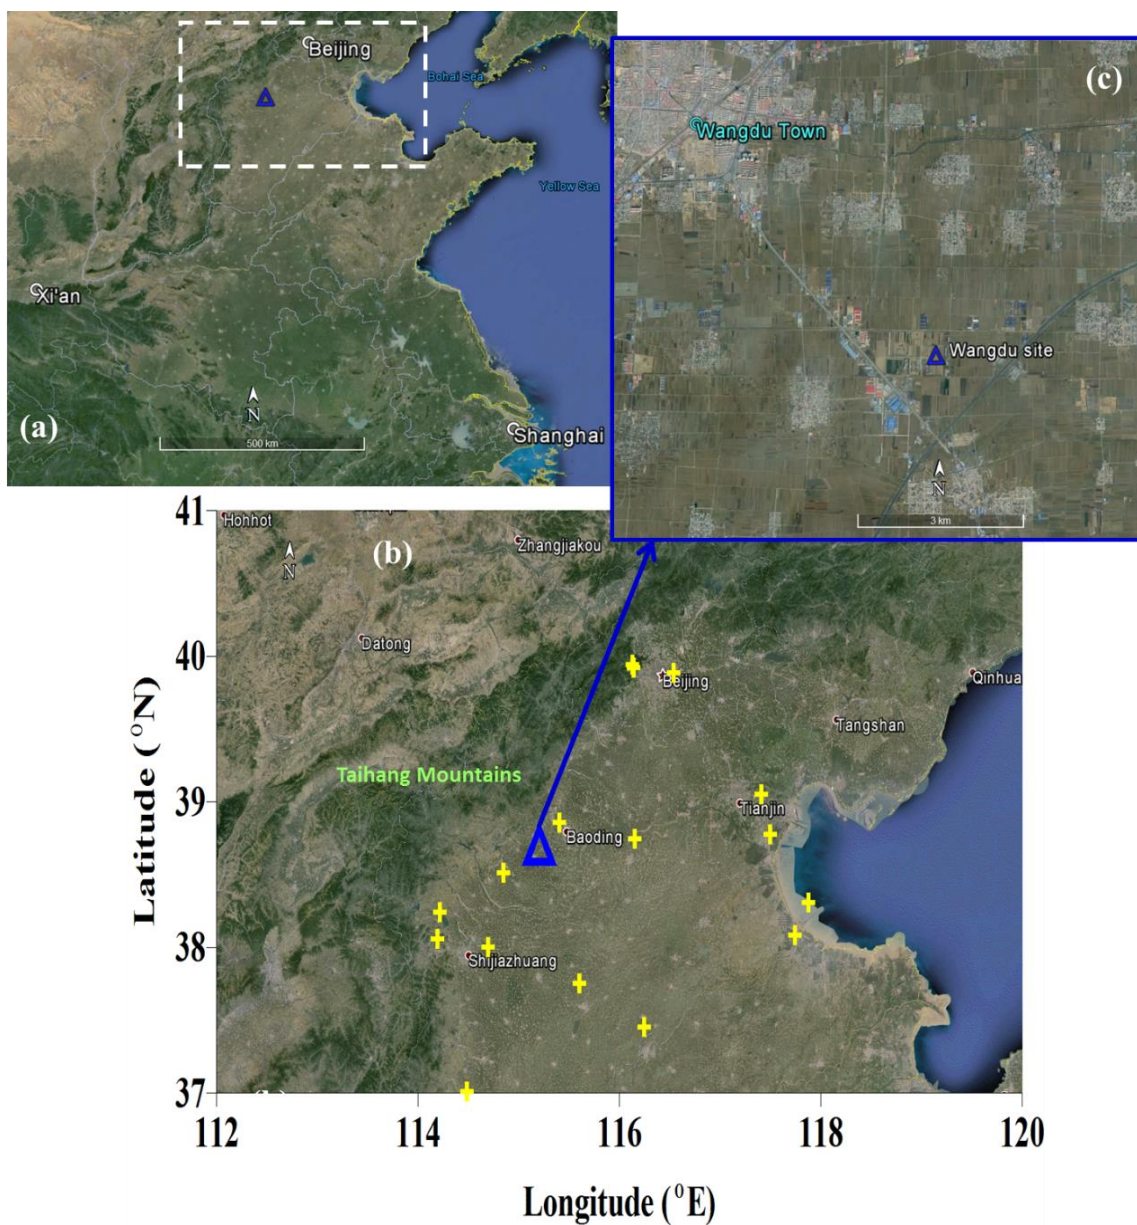 Beijing
Bohai Sea
Yellow Sea
Xi'an
N
(a)
500 km
Shanghai
(c)
Wangdu Town
Wangdu site
N
3 km
41
40
39
38
37
Latitude (°N)
Hohhot
N
(b)
Zhangjiakou
Datong
Beijing
Qinhua
Tangshan
Taihang Mountains
Tianjin
Baoding
Shijiazhuang
112
114
116
118
120
Longitude (°E)